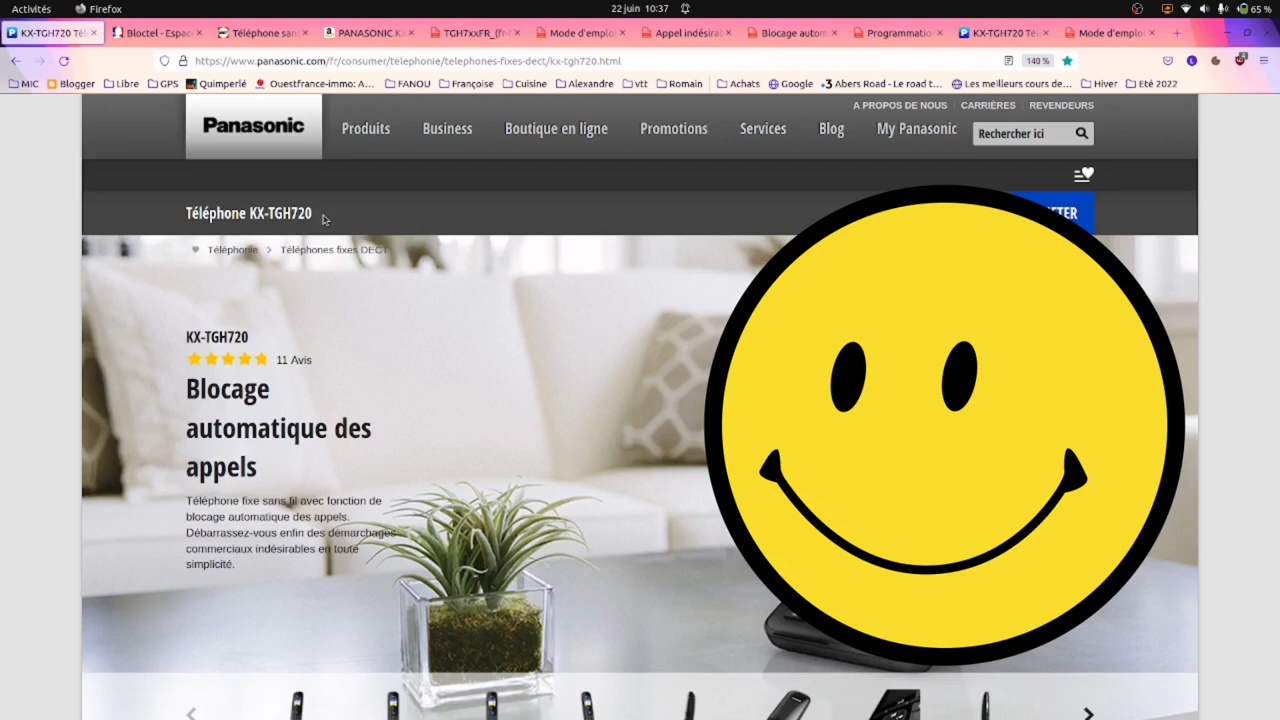 Activités Firefox 22 juin 10:37 65 %
KX-TGH720 Tél Bloctel - Espac Téléphone san PANASONIC K TGH7xxFR_(fr- Mode d'emplo Appel indésira Blocage autom Programmatio KX-TGH720 Tél Mode d'emplo
https://www.panasonic.com/fr/consumer/telephonie/telephones-fixes-dect/kx-tgh720.html 140 %
MIC Blogger Libre GPS Quimperlé Ouestfrance-immo: A... FANOU Cuisine Alexandre vtt Romain Achats Google Abers Road - Le road t... Les meilleurs cours de... Hiver Eté 2022
A PROPOS DE NOUS CARRIÈRES REVENDEURS
Panasonic Produits Business Boutique en ligne Promotions Services Blog My Panasonic Rechercher ici
Téléphone KX-TGH720 ETER
Téléphonie Téléphones fixes DECT
KX-TGH720
11 Avis
Blocage
automatique des
appels
Téléphone fixe sans fil avec fonction de
blocage automatique des appels.
Débarrassez-vous enfin des démarchages
commerciaux indésirables en toute
simplicité.